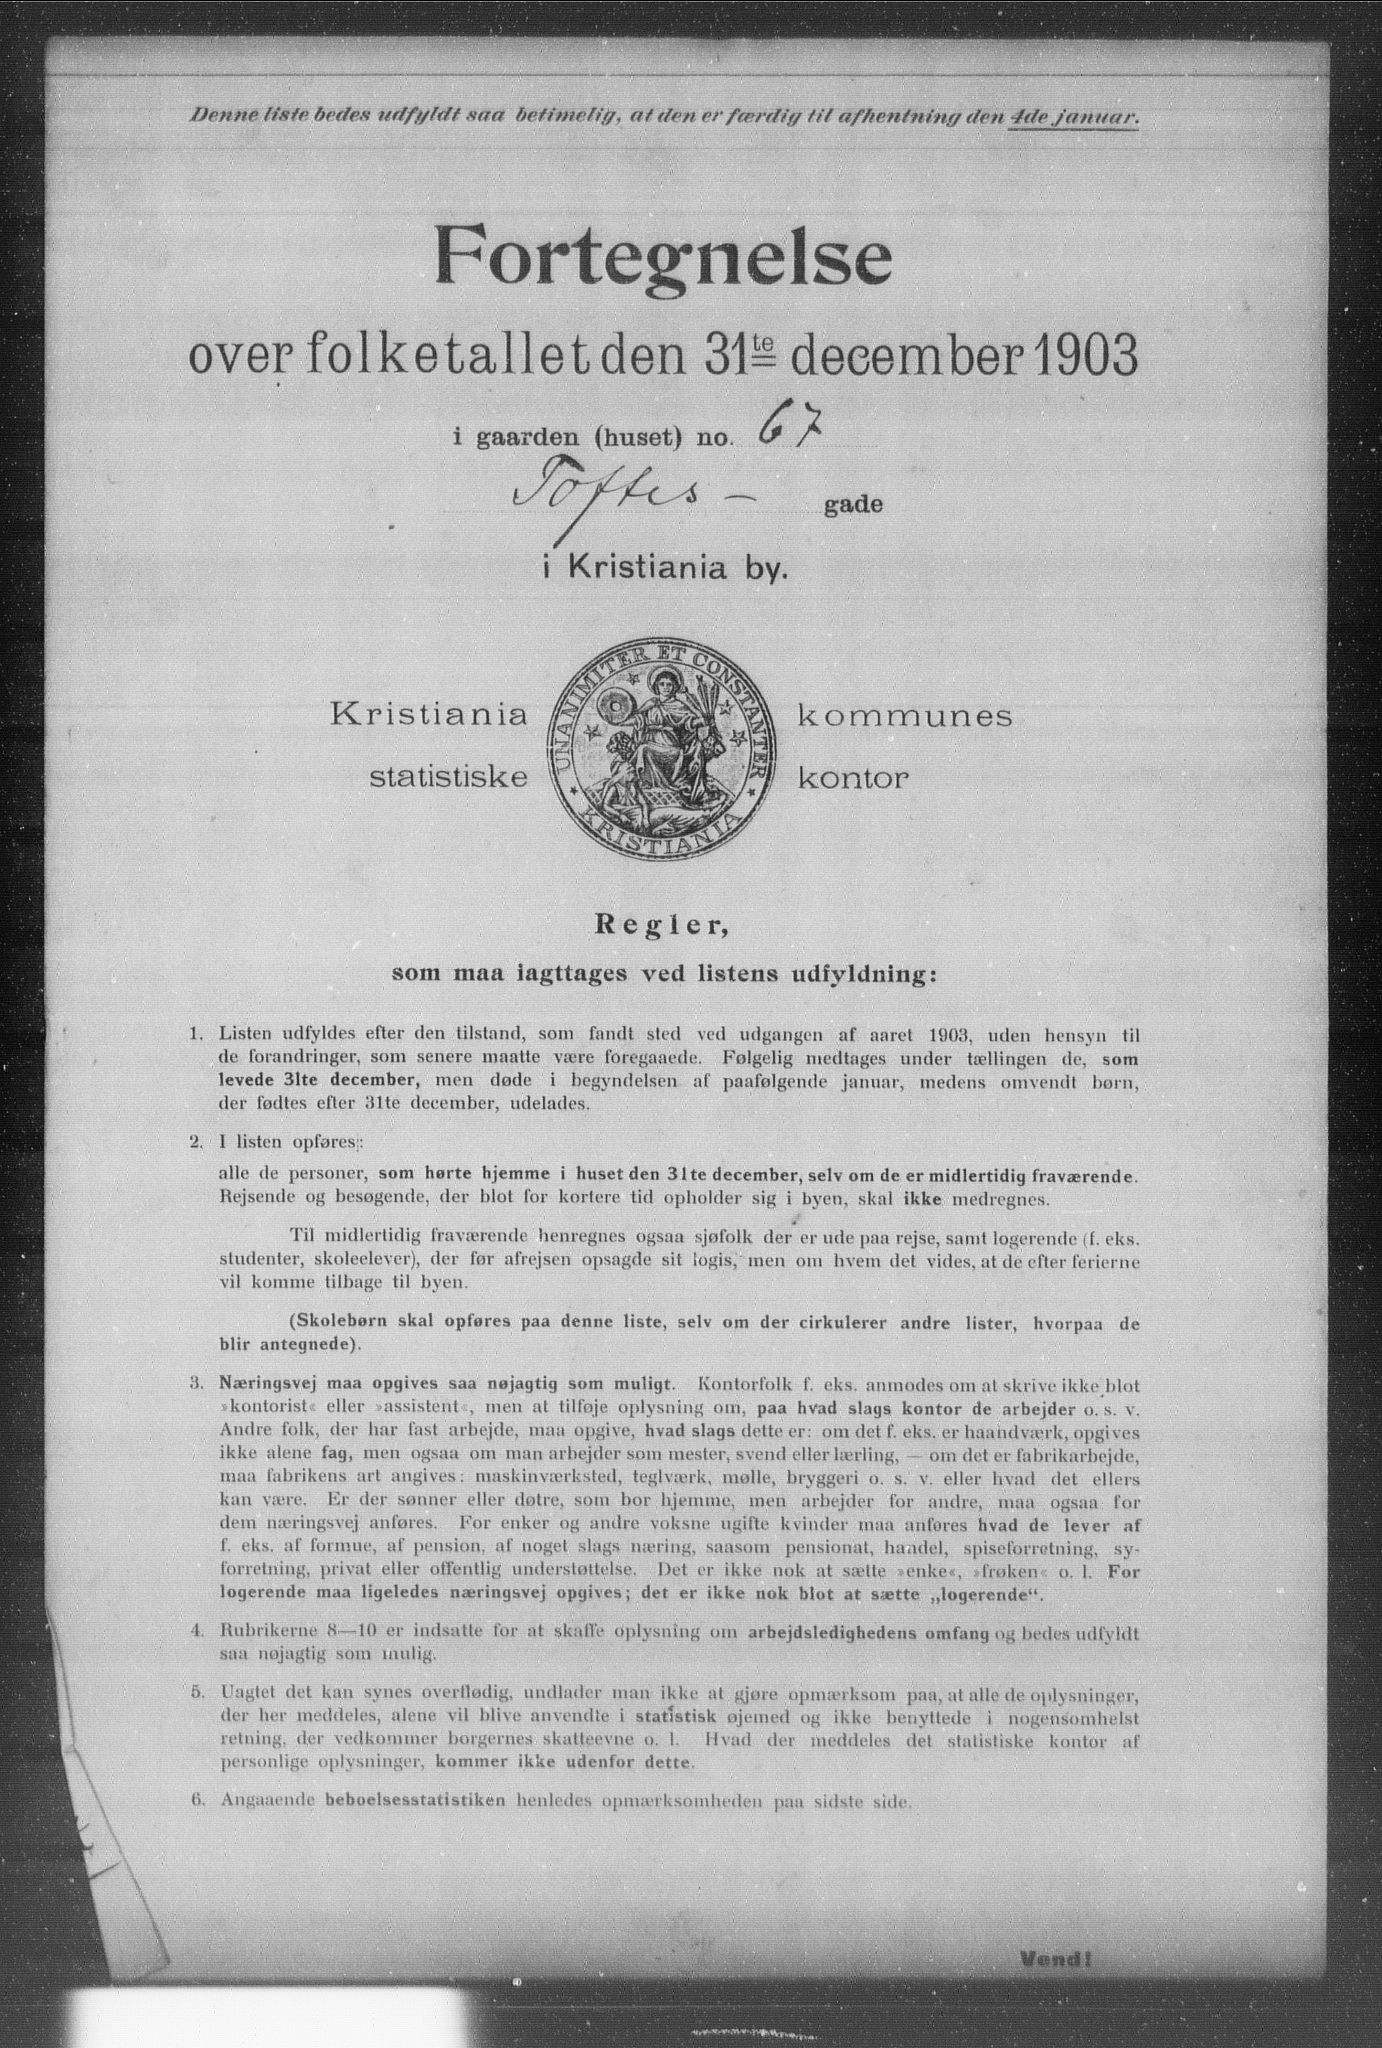 Denne liste bedes udfyldt saa betimelig, at den er færdig til afhentning den 4de januar.
Fortegnelse
over folketallet den 31te december 1903
i gaarden (huset) no. 67
Toftes - gade
i Kristiania by.
Kristiania kommunes
statistiske kontor
UNANIMITER ET CONSTANTER
KRISTIANIA
Regler,
som maa iagttages ved listens udfyldning:
1. Listen udfyldes efter den tilstand, som fandt sted ved udgangen af aaret 1903, uden hensyn til
de forandringer, som senere maatte være foregaaede. Følgelig medtages under tællingen de, som
levede 31te december, men døde i begyndelsen af paafølgende januar, medens omvendt børn,
der fødtes efter 31te december, udelades.
2. I listen opføres:
alle de personer, som hørte hjemme i huset den 31te december, selv om de er midlertidig fraværende.
Rejsende og besøgende, der blot for kortere tid opholder sig i byen, skal ikke medregnes.
Til midlertidig fraværende henregnes ogsaa sjøfolk der er ude paa rejse, samt logerende (f. eks.
studenter, skoleelever), der før afrejsen opsagde sit logis, men om hvem det vides, at de efter ferierne
vil komme tilbage til byen.
(Skolebørn skal opføres paa denne liste, selv om der cirkulerer andre lister, hvorpaa de
blir antegnede).
3. Næringsvej maa opgives saa nøjagtig som muligt. Kontorfolk f. eks. anmodes om at skrive ikke blot
»kontorist« eller »assistent«, men at tilføje oplysning om, paa hvad slags kontor de arbejder o. s. v.
Andre folk, der har fast arbejde, maa opgive, hvad slags dette er: om det f. eks. er haandværk, opgives
ikke alene fag, men ogsaa om man arbejder som mester, svend eller lærling, — om det er fabrikarbejde,
maa fabrikens art angives: maskinværksted, teglværk, mølle, bryggeri o. s. v. eller hvad det ellers
kan være. Er der sønner eller døtre, som bor hjemme, men arbejder for andre, maa ogsaa for
dem næringsvej anføres. For enker og andre voksne ugifte kvinder maa anføres hvad de lever af
f. eks. af formue, af pension, af noget slags næring, saasom pensionat, handel, spiseforretning, sy-
forretning, privat eller offentlig understøttelse. Det er ikke nok at sætte »enke«, »frøken« o. l. For
logerende maa ligeledes næringsvej opgives; det er ikke nok blot at sætte „logerende“.
4. Rubrikerne 8—10 er indsatte for at skaffe oplysning om arbejdsledighedens omfang og bedes udfyldt
saa nøjagtig som mulig.
5. Uagtet det kan synes overflødig, undlader man ikke at gjøre opmærksom paa, at alle de oplysninger,
der her meddeles, alene vil blive anvendte i statistisk øjemed og ikke benyttede i nogensomhelst
retning, der vedkommer borgernes skatteevne o. l. Hvad der meddeles det statistiske kontor af
personlige oplysninger, kommer ikke udenfor dette.
6. Angaaende beboelsesstatistiken henledes opmærksomheden paa sidste side.
Vend!